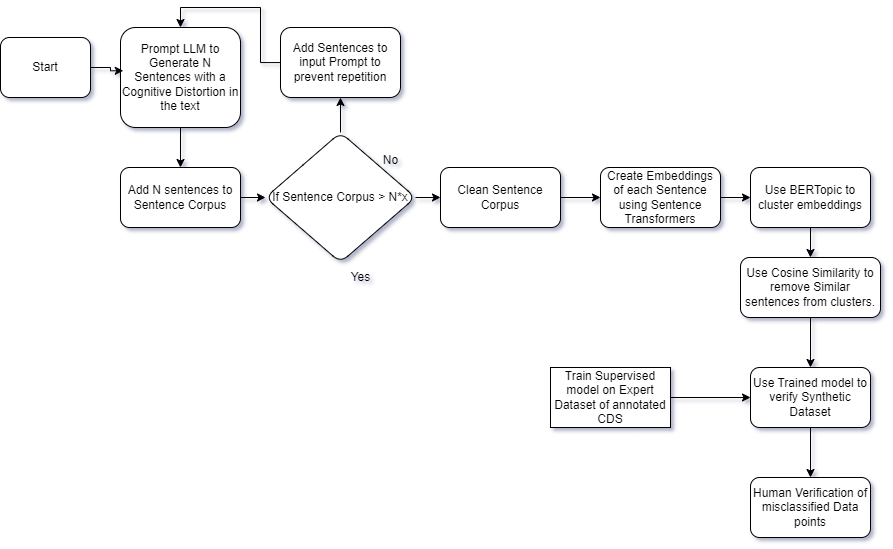 Start
Prompt LLM to
Generate N
Sentences with a
Cognitive Distortion in
the text
Add Sentences to
input Prompt to
prevent repetition
No
Add N sentences to
Sentence Corpus
If Sentence Corpus > N*x
Yes
Clean Sentence
Corpus
Create Embeddings
of each Sentence
using Sentence
Transformers
Use BERTopic to
cluster embeddings
Use Cosine Similarity to
remove Similar
sentences from clusters.
Train Supervised
model on Expert
Dataset of annotated
CDS
Use Trained model to
verify Synthetic
Dataset
Human Verification of
misclassified Data
points